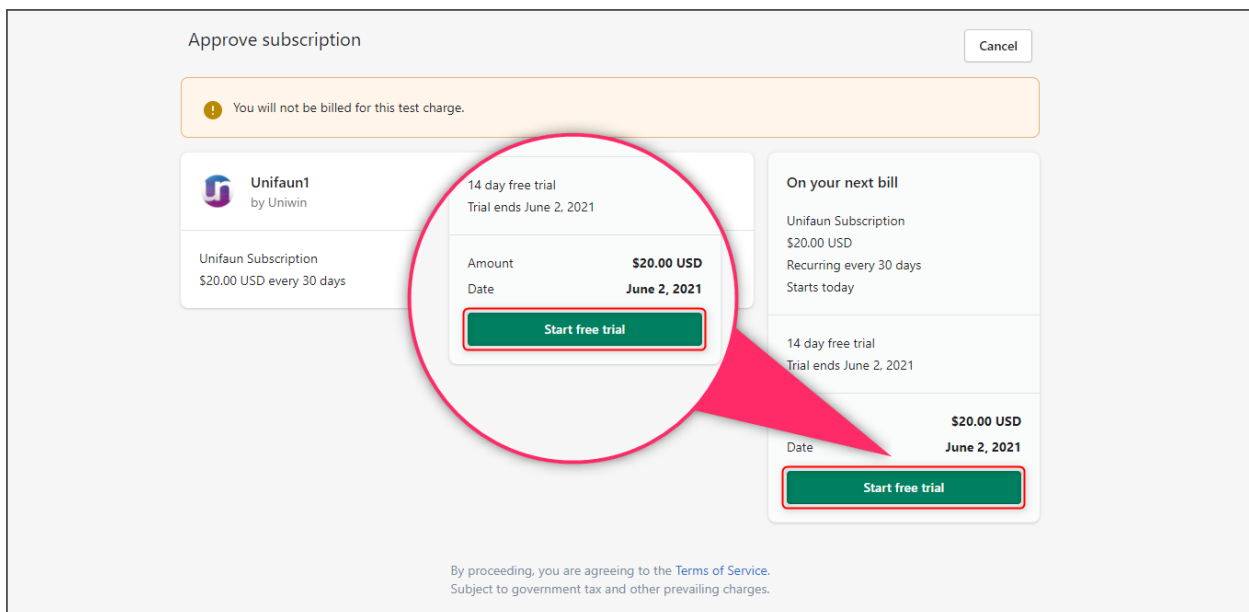 Approve subscription
Cancel
You will not be billed for this test charge.
Unifaun1
by Uniwin
Unifaun Subscription
$20.00 USD every 30 days
14 day free trial
Trial ends June 2, 2021
Amount $20.00 USD
Date June 2, 2021
Start free trial
On your next bill
Unifaun Subscription
$20.00 USD
Recurring every 30 days
Starts today
14 day free trial
Trial ends June 2, 2021
$20.00 USD
Date June 2, 2021
Start free trial
By proceeding, you are agreeing to the Terms of Service.
Subject to government tax and other prevailing charges.